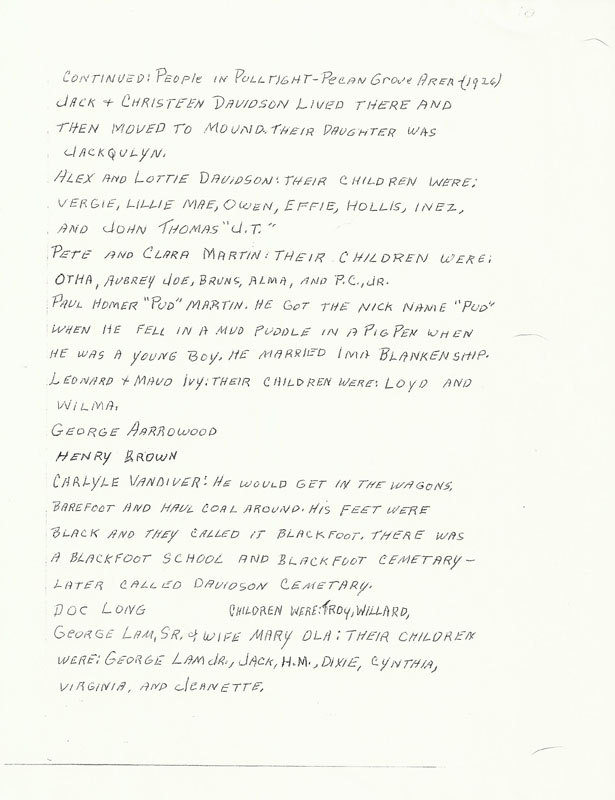 CONTINUED: PEOPLE IN PULLTIGHT-PECAN GROVE AREA-(1926)
JACK + CHRISTEEN DAVIDSON LIVED THERE AND
THEN MOVED TO MOUND. THEIR DAUGHTER WAS
JACKQULYN.
ALEX AND LOTTIE DAVIDSON: THEIR CHILDREN WERE:
VERGIE, LILLIE MAE, OWEN, EFFIE, HOLLIS, INEZ,
AND JOHN THOMAS "J.T."
PETE AND CLARA MARTIN: THEIR CHILDREN WERE:
OTHA, AUBREY JOE, BRUNS, ALMA, AND P.C., JR.
PAUL HOMER "PUD" MARTIN. HE GOT THE NICK NAME "PUD"
WHEN HE FELL IN A MUD PUDDLE IN A PIG PEN WHEN
HE WAS A YOUNG BOY. HE MARRIED IMA BLANKENSHIP.
LEONARD + MAUD IVY: THEIR CHILDREN WERE: LOYD AND
WILMA.
GEORGE AARROWOOD
HENRY BROWN
CARLYLE VANDIVER: HE WOULD GET IN THE WAGONS,
BAREFOOT AND HAUL COAL AROUND. HIS FEET WERE
BLACK AND THEY CALLED IT BLACKFOOT. THERE WAS
A BLACKFOOT SCHOOL AND BLACKFOOT CEMETARY-
LATER CALLED DAVIDSON CEMETARY.
DOC LONG CHILDREN WERE: TROY, WILLARD,
GEORGE LAM, SR. & WIFE MARY OLA: THEIR CHILDREN
WERE: GEORGE LAM JR., JACK, H.M., DIXIE, CYNTHIA,
VIRGINIA, AND JEANETTE.